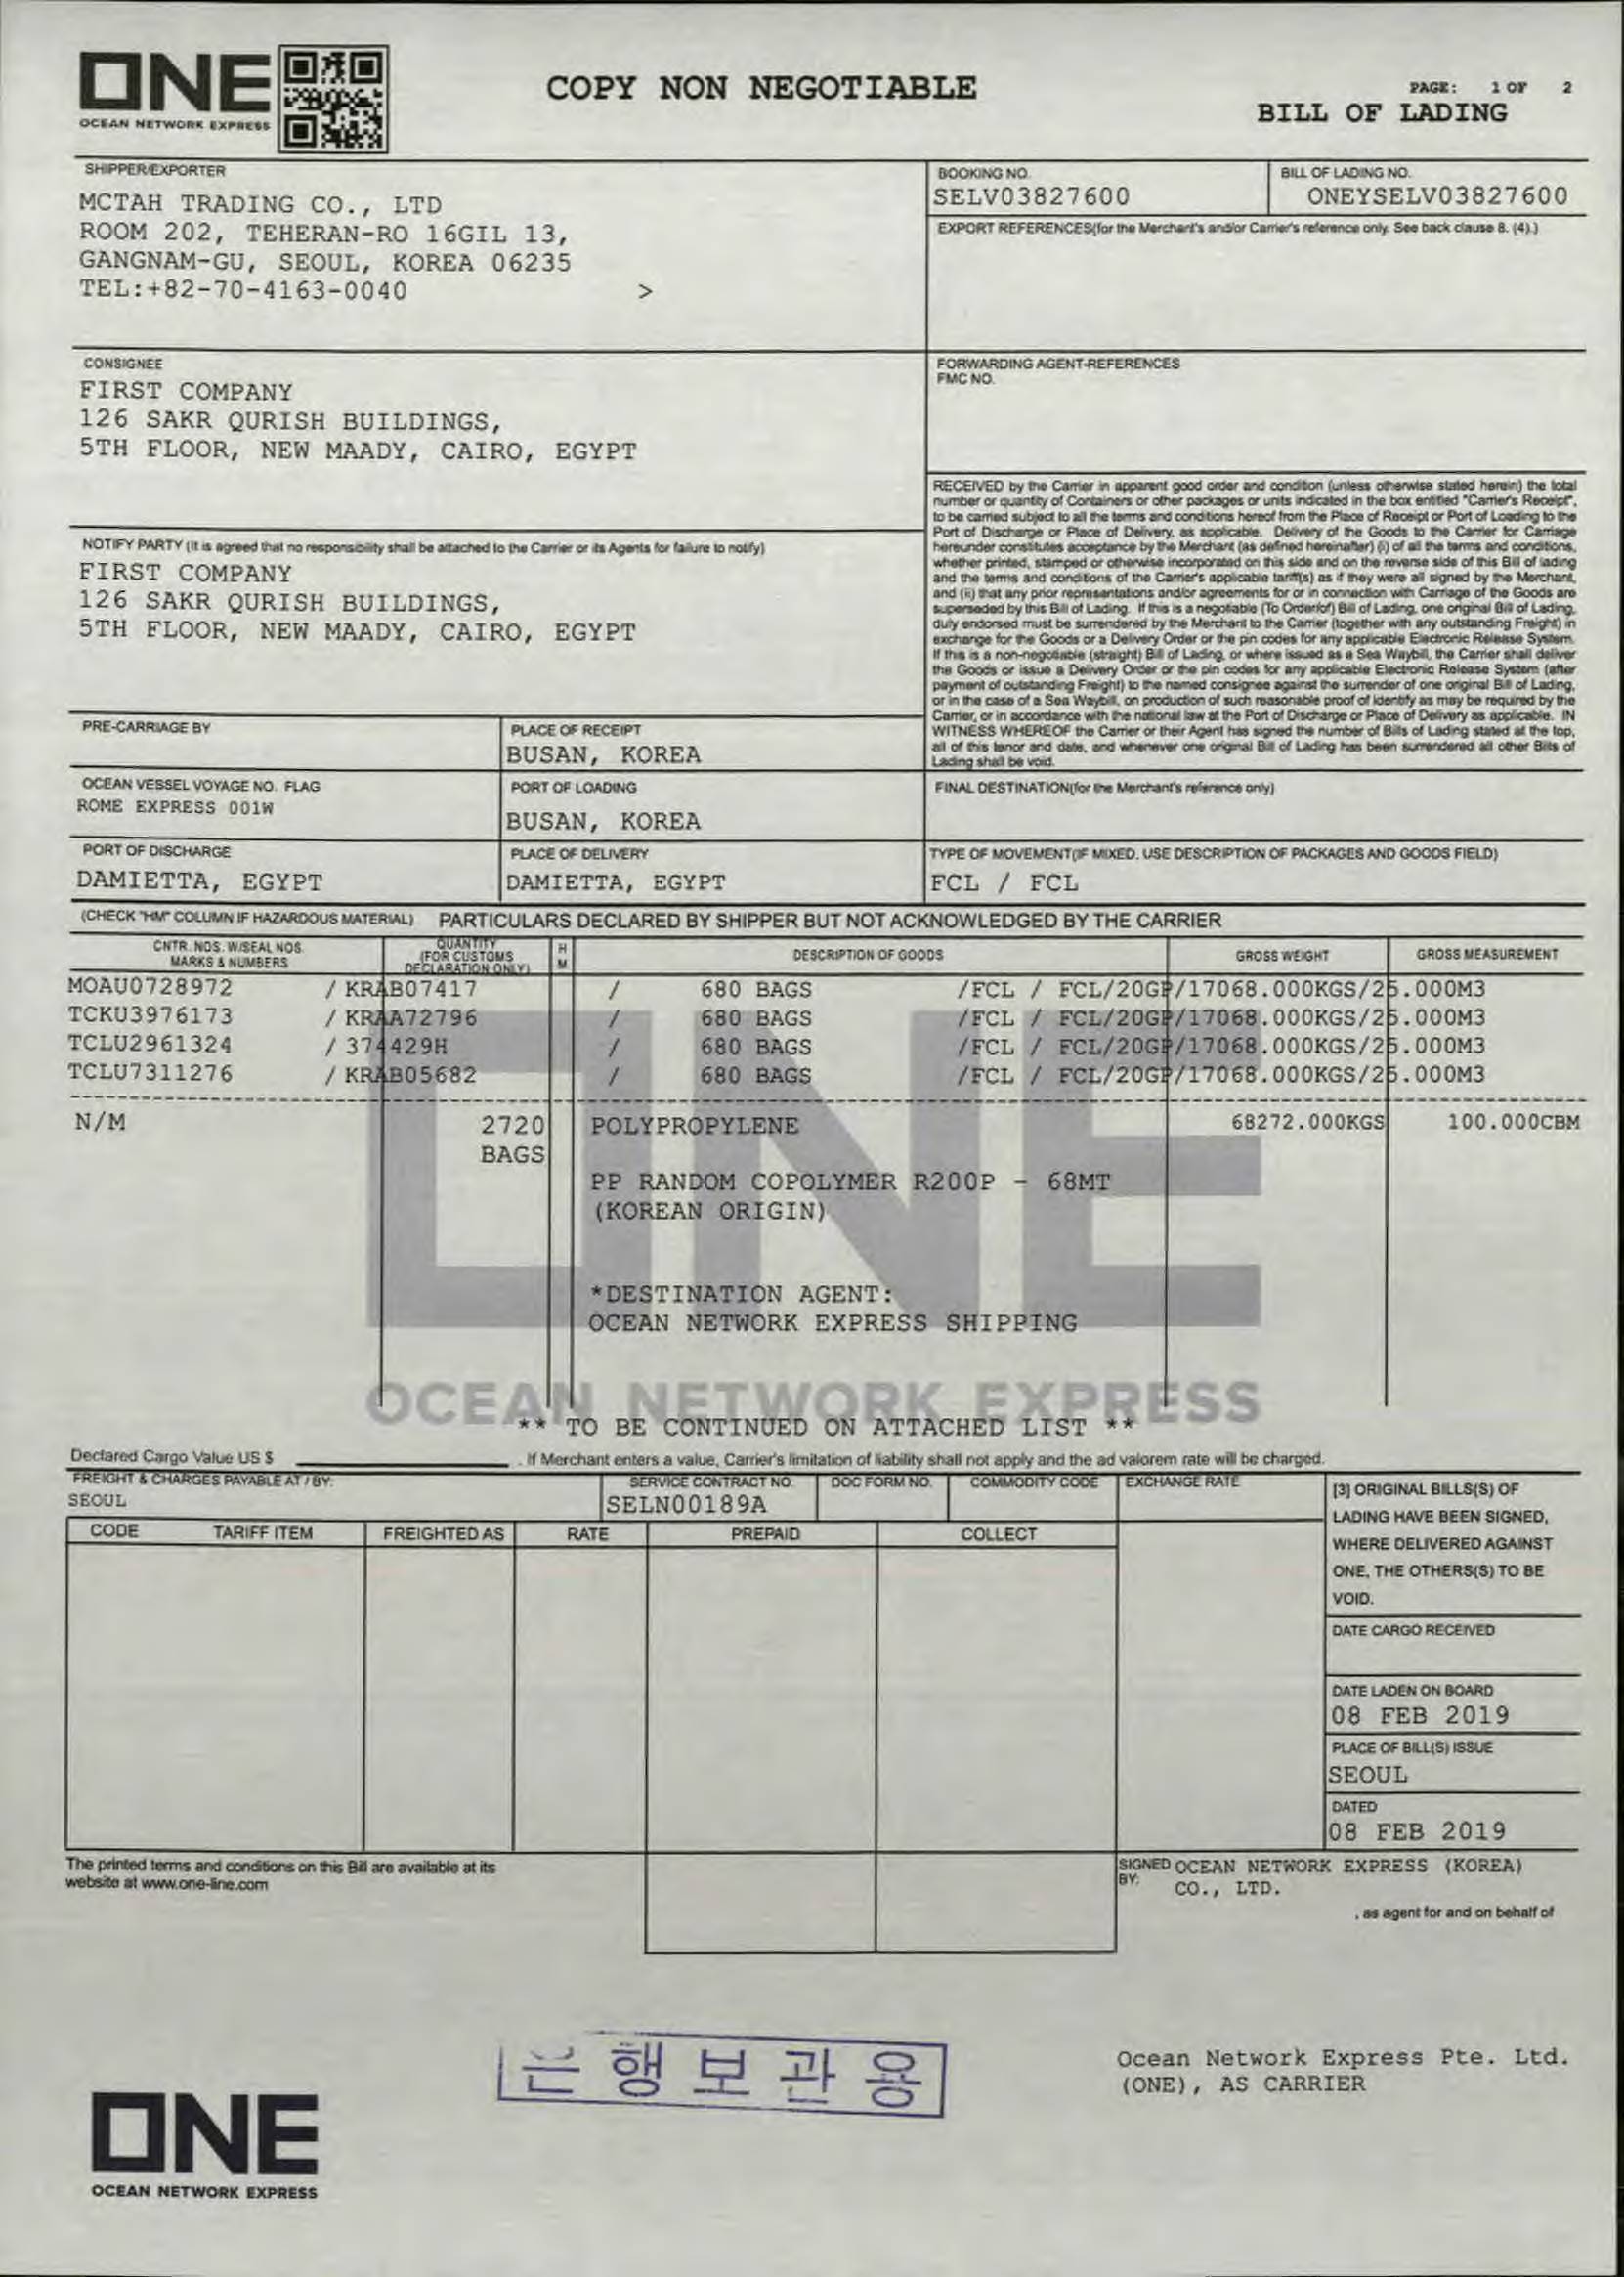 ONE
OCEAN NETWORK EXPRESS
COPY NON NEGOTIABLE
PAGE: 1 OF 2
BILL OF LADING
SHIPPER/EXPORTER
MCTAH TRADING CO., LTD
ROOM 202, TEHERAN-RO 16GIL 13,
GANGNAM-GU, SEOUL, KOREA 06235
TEL:+82-70-4163-0040 >
BOOKING NO.
SELV03827600
BILL OF LADING NO.
ONEYSELV03827600
EXPORT REFERENCES(for the Merchant's and/or Carrier's reference only. See back clause 8. (4).)
CONSIGNEE
FIRST COMPANY
126 SAKR QURISH BUILDINGS,
5TH FLOOR, NEW MAADY, CAIRO, EGYPT
FORWARDING AGENT-REFERENCES
FMC NO.
NOTIFY PARTY (It is agreed that no responsibility shall be attached to the Carrier or its Agents for failure to notify)
FIRST COMPANY
126 SAKR QURISH BUILDINGS,
5TH FLOOR, NEW MAADY, CAIRO, EGYPT
RECEIVED by the Carrier in apparent good order and condition (unless otherwise stated herein) the total
number or quantity of Containers or other packages or units indicated in the box entitled "Carrier's Receipt",
to be carried subject to all the terms and conditions hereof from the Place of Receipt or Port of Loading to the
Port of Discharge or Place of Delivery, as applicable. Delivery of the Goods to the Carrier for Carriage
hereunder constitutes acceptance by the Merchant (as defined hereinafter) (i) of all the terms and conditions,
whether printed, stamped or otherwise incorporated on this side and on the reverse side of this Bill of lading
and the terms and conditions of the Carrier's applicable tariff(s) as if they were all signed by the Merchant,
and (ii) that any prior representations and/or agreements for or in connection with Carriage of the Goods are
superseded by this Bill of Lading. If this is a negotiable (To Order/of) Bill of Lading, one original Bill of Lading,
duly endorsed must be surrendered by the Merchant to the Carrier (together with any outstanding Freight) in
exchange for the Goods or a Delivery Order or the pin codes for any applicable Electronic Release System.
If this is a non-negotiable (straight) Bill of Lading, or where issued as a Sea Waybill, the Carrier shall deliver
the Goods or issue a Delivery Order or the pin codes for any applicable Electronic Release System (after
payment of outstanding Freight) to the named consignee against the surrender of one original Bill of Lading,
or in the case of a Sea Waybill, on production of such reasonable proof of identify as may be required by the
Carrier, or in accordance with the national law at the Port of Discharge or Place of Delivery as applicable. IN
WITNESS WHEREOF the Carrier or their Agent has signed the number of Bills of Lading stated at the top,
all of this tenor and date, and whenever one original Bill of Lading has been surrendered all other Bills of
Lading shall be void.
PRE-CARRIAGE BY
PLACE OF RECEIPT
BUSAN, KOREA
OCEAN VESSEL VOYAGE NO. FLAG
ROME EXPRESS 001W
PORT OF LOADING
BUSAN, KOREA
FINAL DESTINATION(for the Merchant's reference only)
PORT OF DISCHARGE
DAMIETTA, EGYPT
PLACE OF DELIVERY
DAMIETTA, EGYPT
TYPE OF MOVEMENT(IF MIXED, USE DESCRIPTION OF PACKAGES AND GOODS FIELD)
FCL / FCL
(CHECK "HM" COLUMN IF HAZARDOUS MATERIAL) PARTICULARS DECLARED BY SHIPPER BUT NOT ACKNOWLEDGED BY THE CARRIER
CNTR. NOS. W/SEAL NOS.
MARKS & NUMBERS
QUANTITY
(FOR CUSTOMS
DECLARATION ONLY)
H
M
DESCRIPTION OF GOODS
GROSS WEIGHT
GROSS MEASUREMENT
MOAU0728972 / KRAB07417 / 680 BAGS /FCL / FCL/20GP/17068.000KGS/25.000M3
TCKU3976173 / KRAA72796 / 680 BAGS /FCL / FCL/20GP/17068.000KGS/25.000M3
TCLU2961324 / 374429H / 680 BAGS /FCL / FCL/20GP/17068.000KGS/25.000M3
TCLU7311276 / KRAB05682 / 680 BAGS /FCL / FCL/20GP/17068.000KGS/25.000M3
N/M 2720 POLYPROPYLENE 68272.000KGS 100.000CBM
BAGS
PP RANDOM COPOLYMER R200P - 68MT
(KOREAN ORIGIN)
*DESTINATION AGENT:
OCEAN NETWORK EXPRESS SHIPPING
ONE
OCEAN NETWORK EXPRESS
** TO BE CONTINUED ON ATTACHED LIST **
Declared Cargo Value US $ . If Merchant enters a value, Carrier's limitation of liability shall not apply and the ad valorem rate will be charged.
FREIGHT & CHARGES PAYABLE AT / BY:
SEOUL
SERVICE CONTRACT NO.
SELN00189A
DOC FORM NO.
COMMODITY CODE
EXCHANGE RATE
CODE TARIFF ITEM FREIGHTED AS RATE PREPAID COLLECT
[3] ORIGINAL BILLS(S) OF
LADING HAVE BEEN SIGNED,
WHERE DELIVERED AGAINST
ONE, THE OTHERS(S) TO BE
VOID.
DATE CARGO RECEIVED
DATE LADEN ON BOARD
08 FEB 2019
PLACE OF BILL(S) ISSUE
SEOUL
DATED
08 FEB 2019
The printed terms and conditions on this Bill are available at its
website at www.one-line.com
SIGNED BY: OCEAN NETWORK EXPRESS (KOREA)
CO., LTD.
, as agent for and on behalf of
은행보관용
Ocean Network Express Pte. Ltd.
(ONE), AS CARRIER
ONE
OCEAN NETWORK EXPRESS